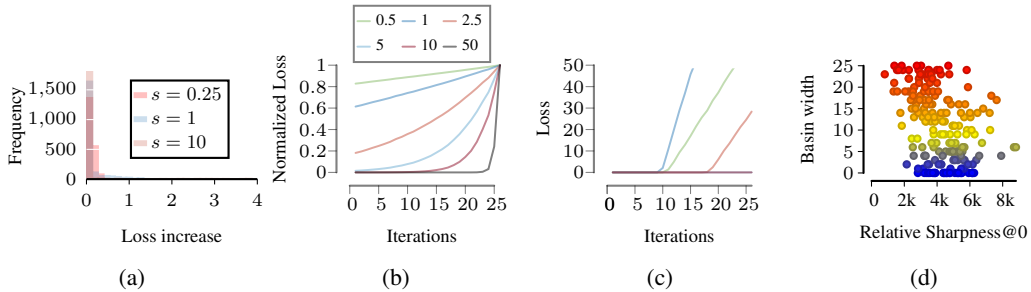 0.5 1 2.5
5 10 50
Frequency
1,500
1,000
500
0
s = 0.25
s = 1
s = 10
0 1 2 3 4
Loss increase
(a)
Normalized Loss
1
0.8
0.6
0.4
0.2
0
0 5 10 15 20 25
Iterations
(b)
Loss
50
40
30
20
10
0
0 5 10 15 20 25
Iterations
(c)
Basin width
25
20
15
10
5
0
0 2k 4k 6k 8k
Relative Sharpness@0
(d)